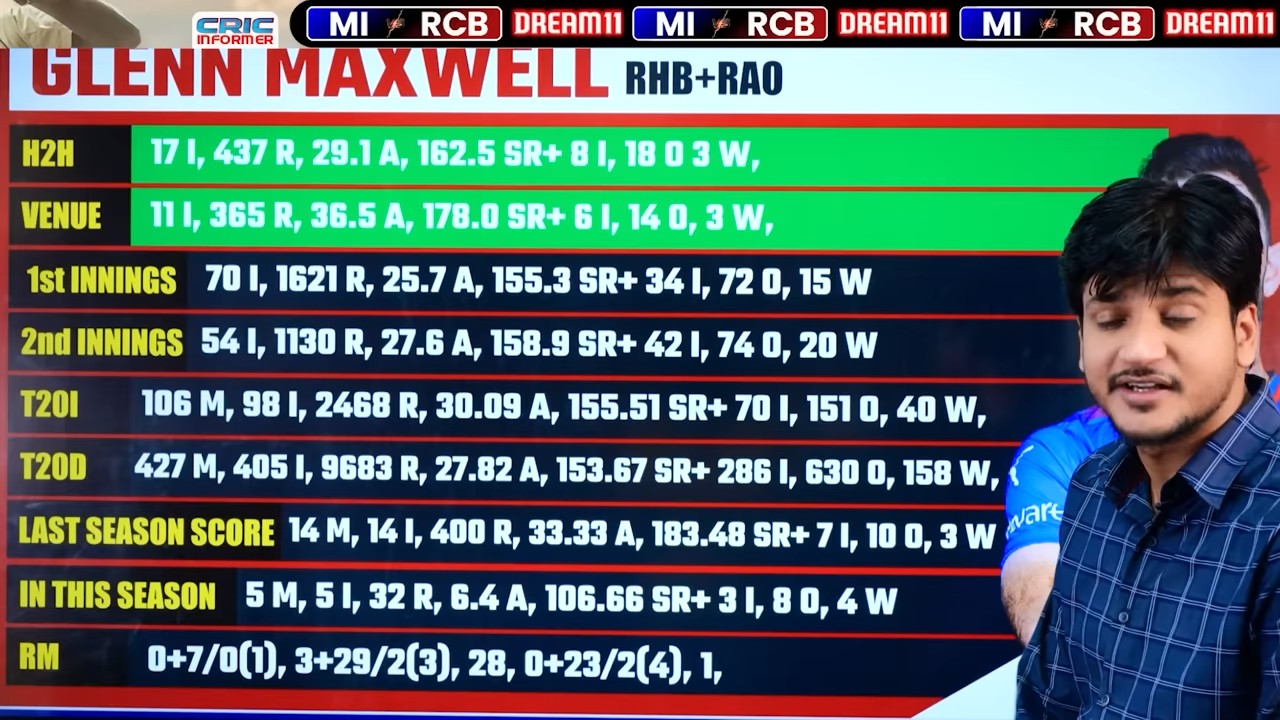 CRIC
INFORMER
MI RCB DREAM11 MI RCB DREAM11 MI RCB DREAM11
GLENN MAXWELL RHB+RAO
H2H 17 I, 437 R, 29.1 A, 162.5 SR+ 8 I, 18 O 3 W,
VENUE 11 I, 365 R, 36.5 A, 178.0 SR+ 6 I, 14 O, 3 W,
1st INNINGS 70 I, 1621 R, 25.7 A, 155.3 SR+ 34 I, 72 O, 15 W
2nd INNINGS 54 I, 1130 R, 27.6 A, 158.9 SR+ 42 I, 74 O, 20 W
T20I 106 M, 98 I, 2468 R, 30.09 A, 155.51 SR+ 70 I, 151 O, 40 W,
T20D 427 M, 405 I, 9683 R, 27.82 A, 153.67 SR+ 286 I, 630 O, 158 W,
LAST SEASON SCORE 14 M, 14 I, 400 R, 33.33 A, 183.48 SR+ 7 I, 10 O, 3 W
IN THIS SEASON 5 M, 5 I, 32 R, 6.4 A, 106.66 SR+ 3 I, 8 O, 4 W
RM 0+7/0(1), 3+29/2(3), 28, 0+23/2(4), 1,